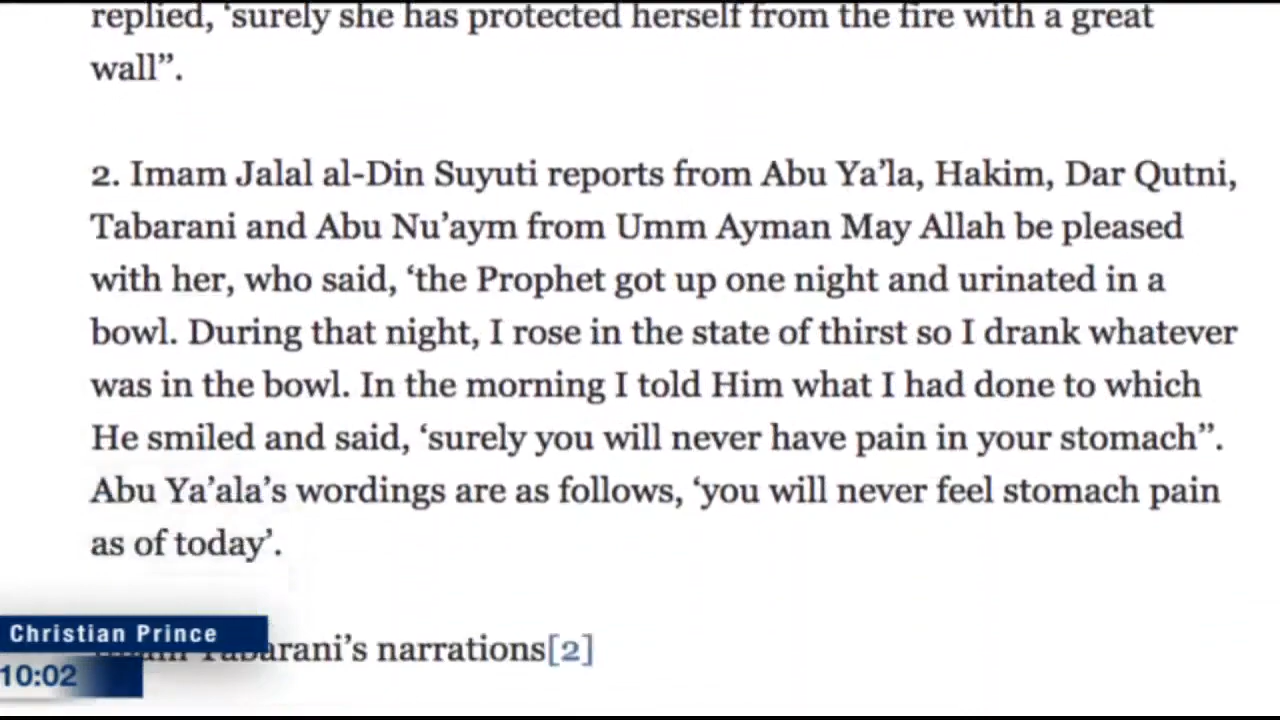 replied, ‘surely she has protected herself from the fire with a great
wall”.
2. Imam Jalal al-Din Suyuti reports from Abu Ya’la, Hakim, Dar Qutni,
Tabarani and Abu Nu’aym from Umm Ayman May Allah be pleased
with her, who said, ‘the Prophet got up one night and urinated in a
bowl. During that night, I rose in the state of thirst so I drank whatever
was in the bowl. In the morning I told Him what I had done to which
He smiled and said, ‘surely you will never have pain in your stomach”.
Abu Ya’ala’s wordings are as follows, ‘you will never feel stomach pain
as of today’.
Christian Prince
Imam Tabarani’s narrations[2]
10:02